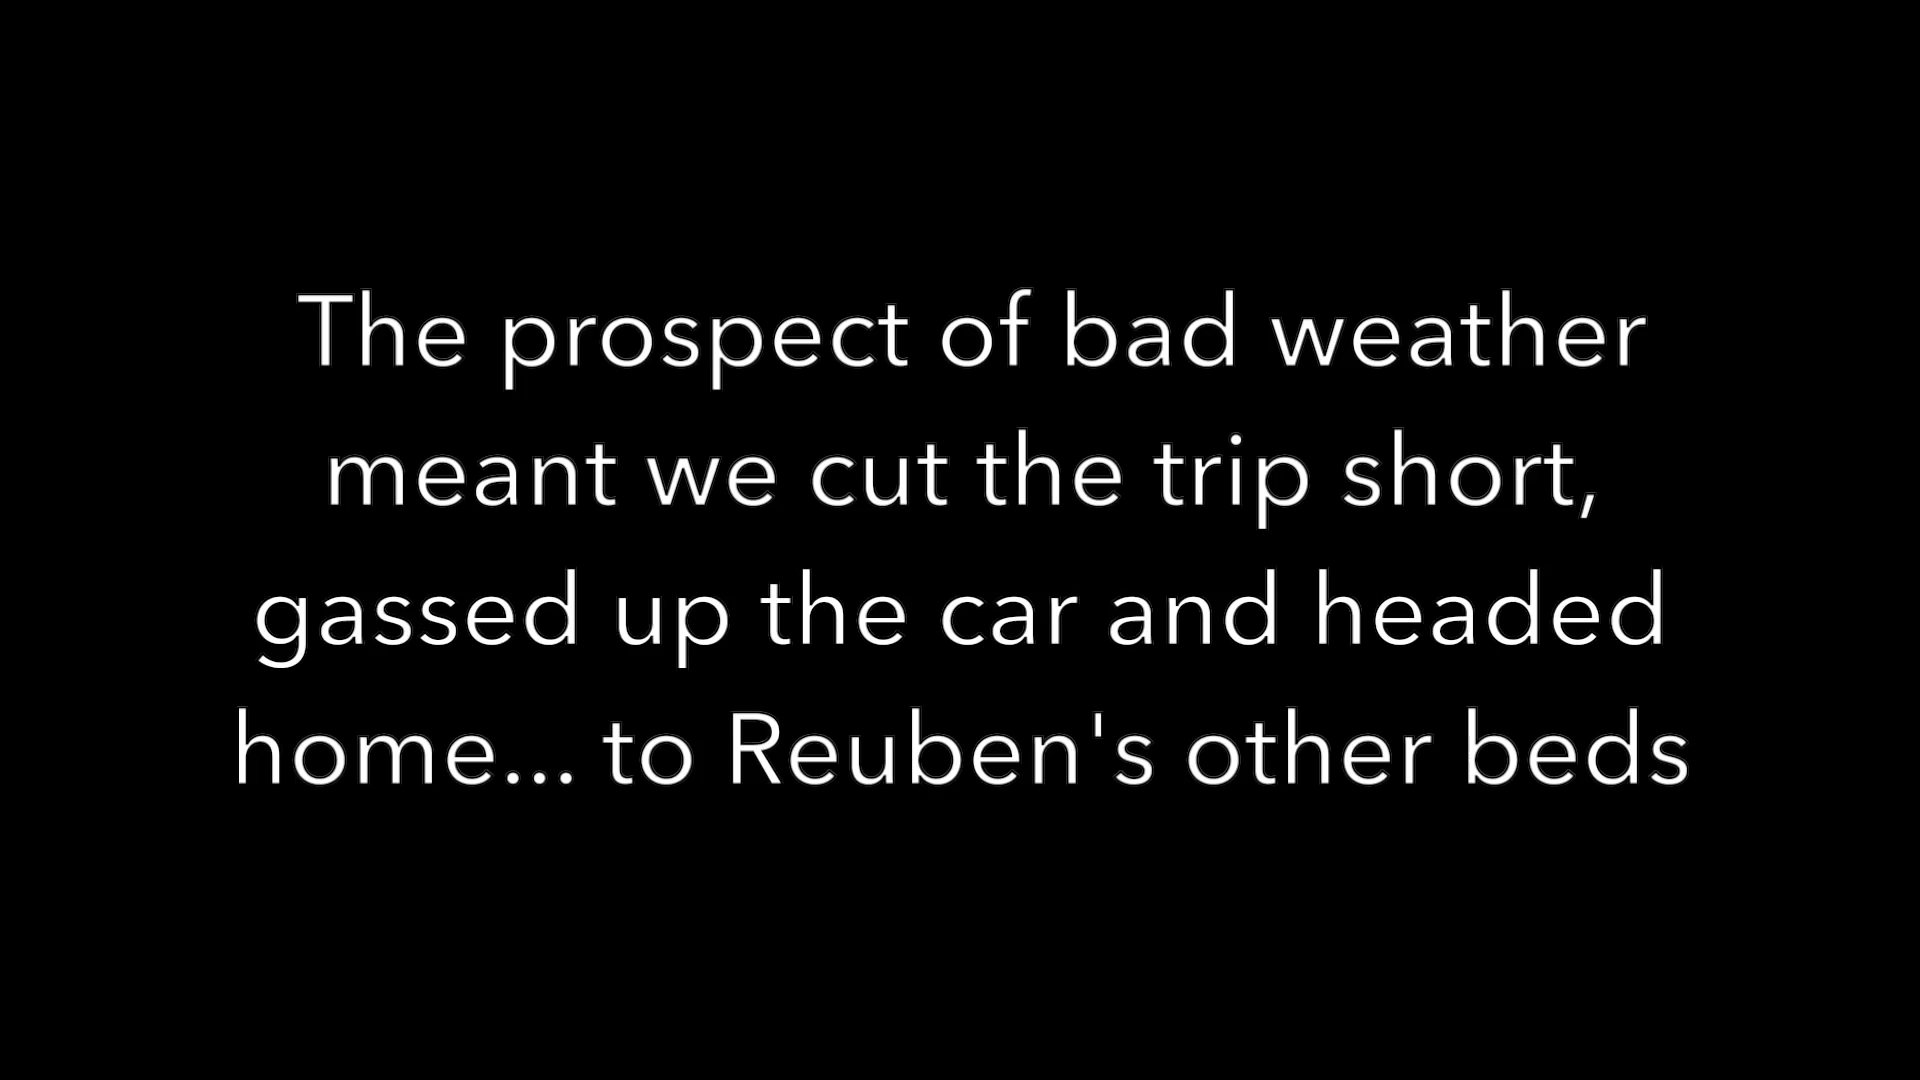 The prospect of bad weather
meant we cut the trip short,
gassed up the car and headed
home... to Reuben's other beds